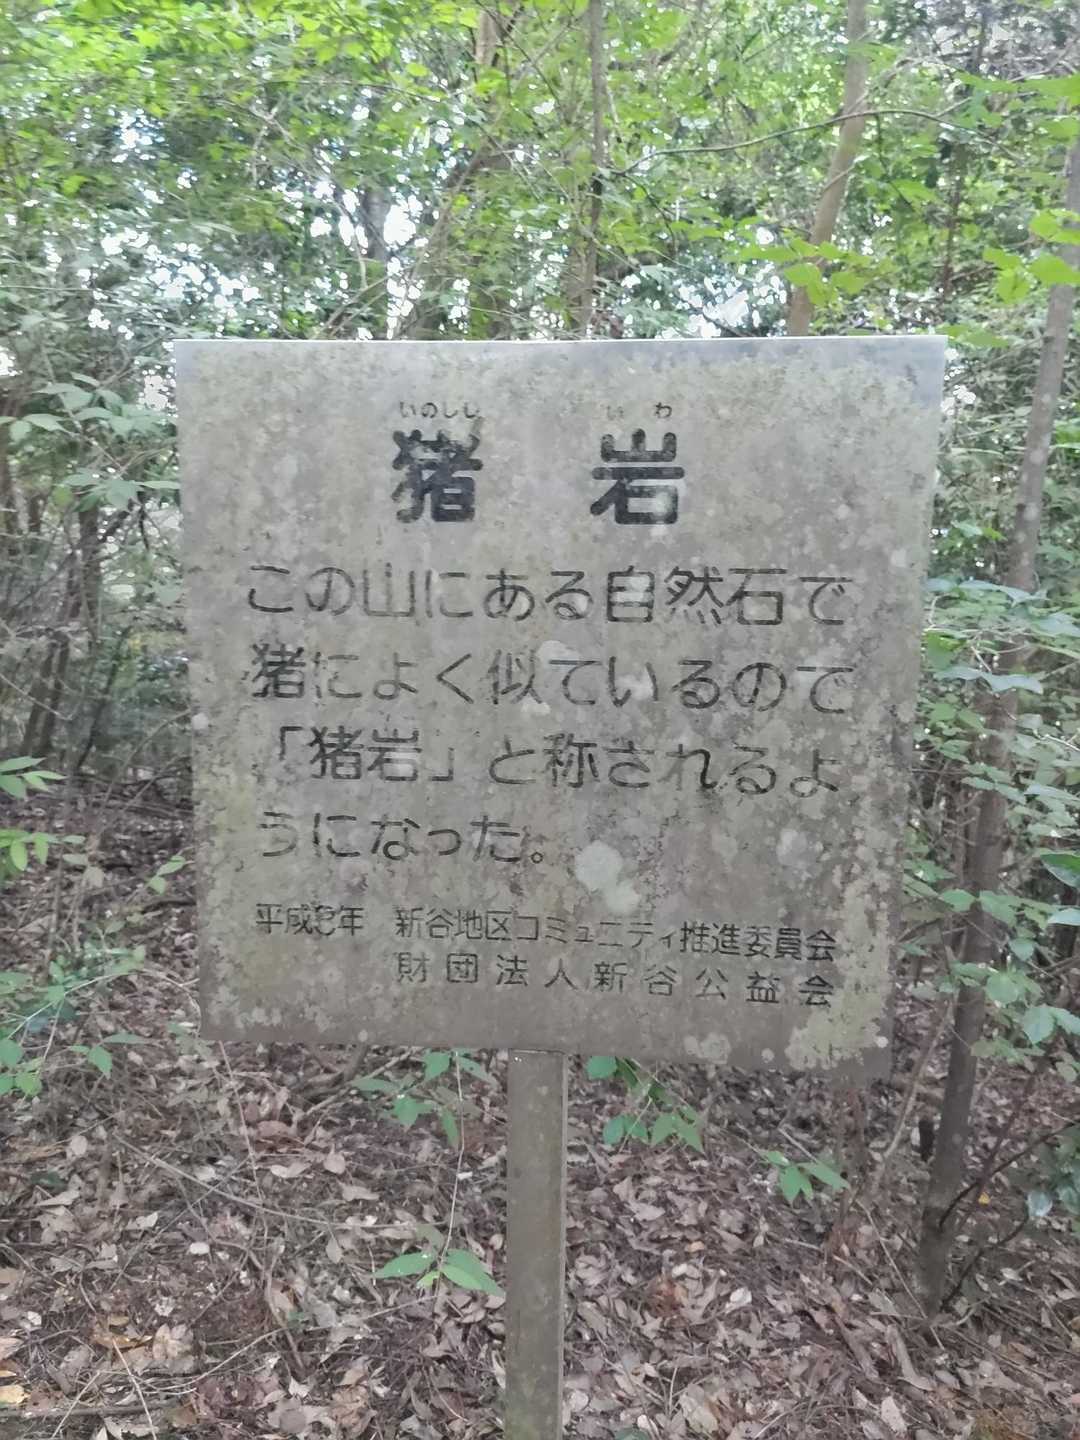 いのしし いわ
猪岩
この山にある自然石で
猪によく似ているので
「猪岩」と称されるよ
うになった。
平成 年 新谷地区コミュニティ推進委員会
財団法人新谷公益会